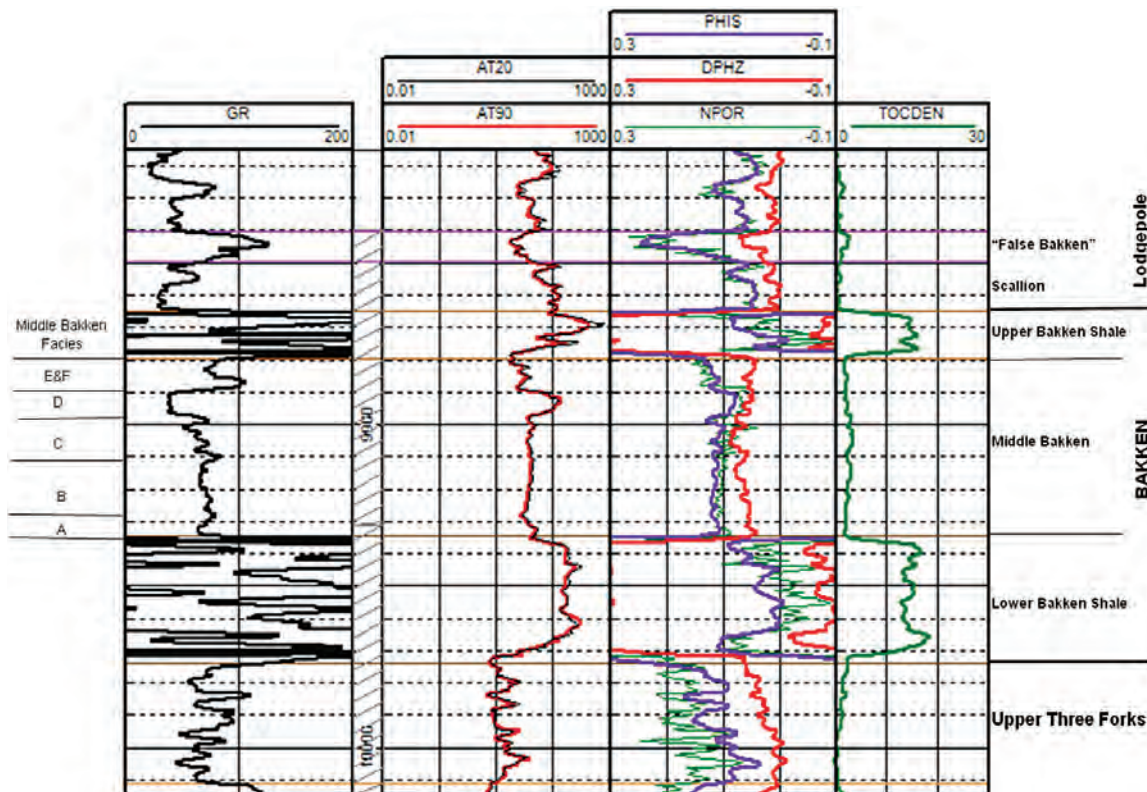 PHIS
0.3 -0.1
AT20 DPHZ
0.01 1000 0.3 -0.1
GR AT90 NPOR TOCDEN
0 200 0.01 1000 0.3 -0.1 0 30
Lodgepole
"False Bakken"
Scallion
Middle Bakken
Facies
Upper Bakken Shale
E&F
D
C
B
A
9900
Middle Bakken
BAKKEN
Lower Bakken Shale
Upper Three Forks
10000